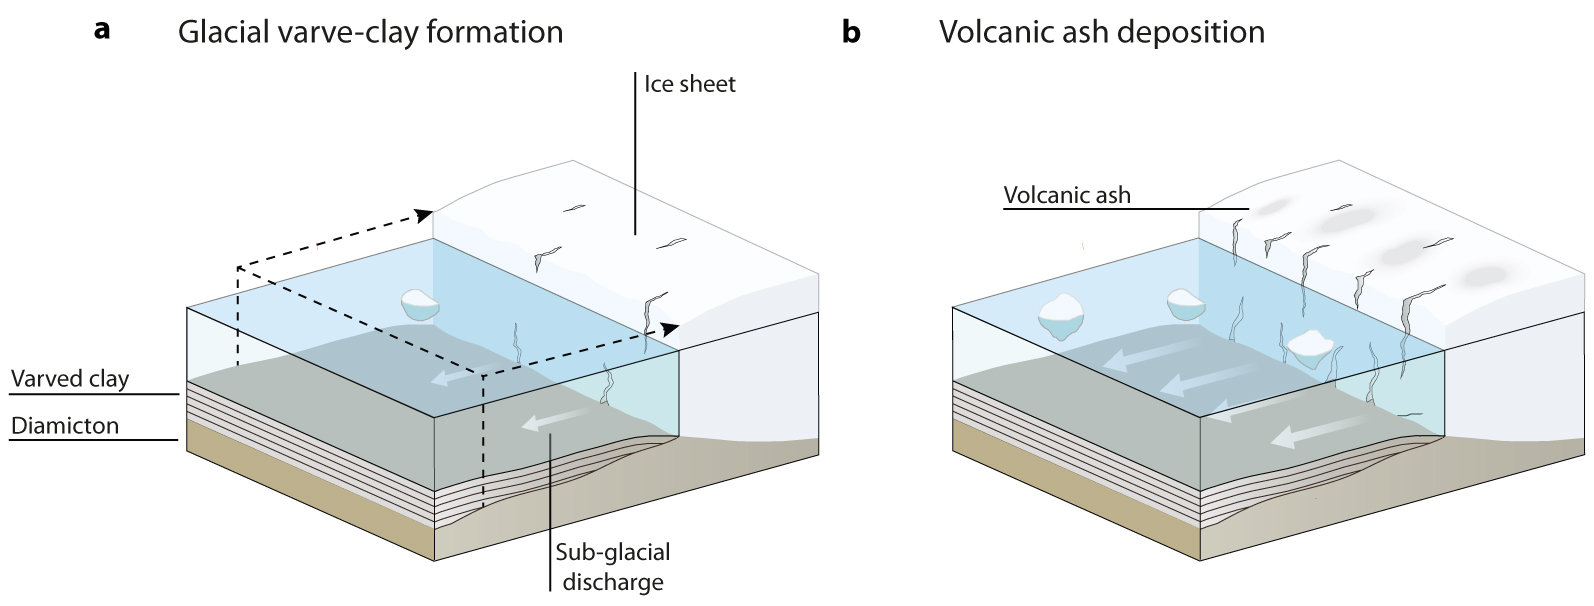 a Glacial varve-clay formation
b Volcanic ash deposition
Ice sheet
Volcanic ash
Varved clay
Diamicton
Sub-glacial
discharge